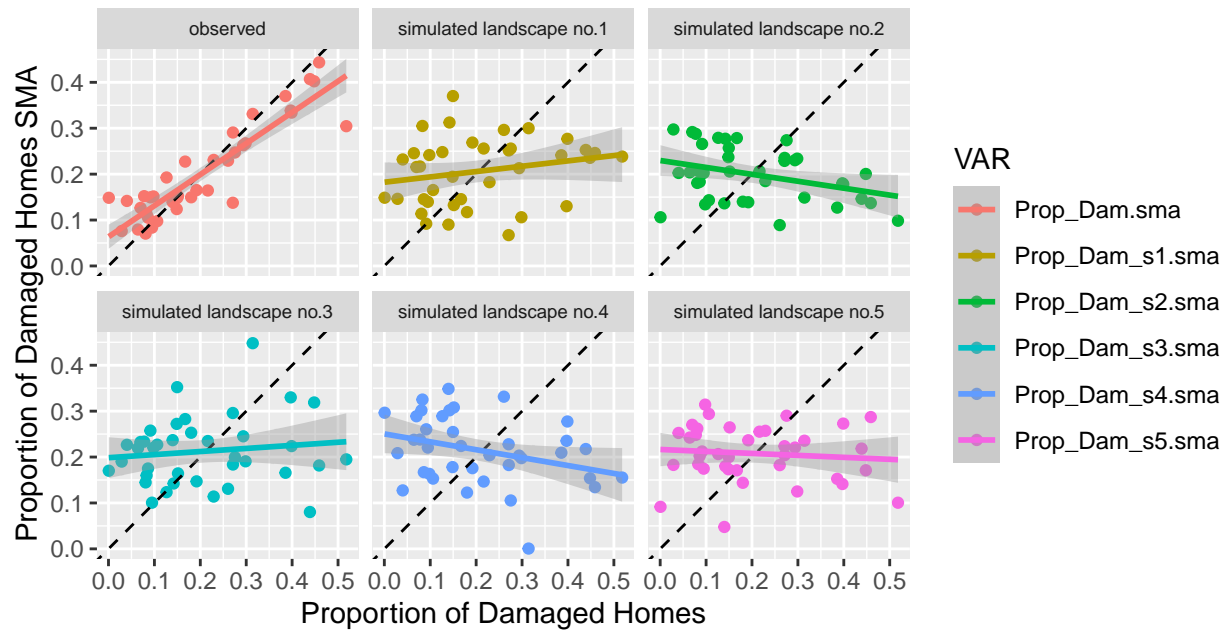 observed
simulated landscape no.1
simulated landscape no.2
0.4
0.3
0.2
0.1
0.0
simulated landscape no.3
simulated landscape no.4
simulated landscape no.5
0.4
0.3
0.2
0.1
0.0
0.0 0.1 0.2 0.3 0.4 0.5
0.0 0.1 0.2 0.3 0.4 0.5
0.0 0.1 0.2 0.3 0.4 0.5
Proportion of Damaged Homes
Proportion of Damaged Homes SMA
VAR
Prop_Dam.sma
Prop_Dam_s1.sma
Prop_Dam_s2.sma
Prop_Dam_s3.sma
Prop_Dam_s4.sma
Prop_Dam_s5.sma